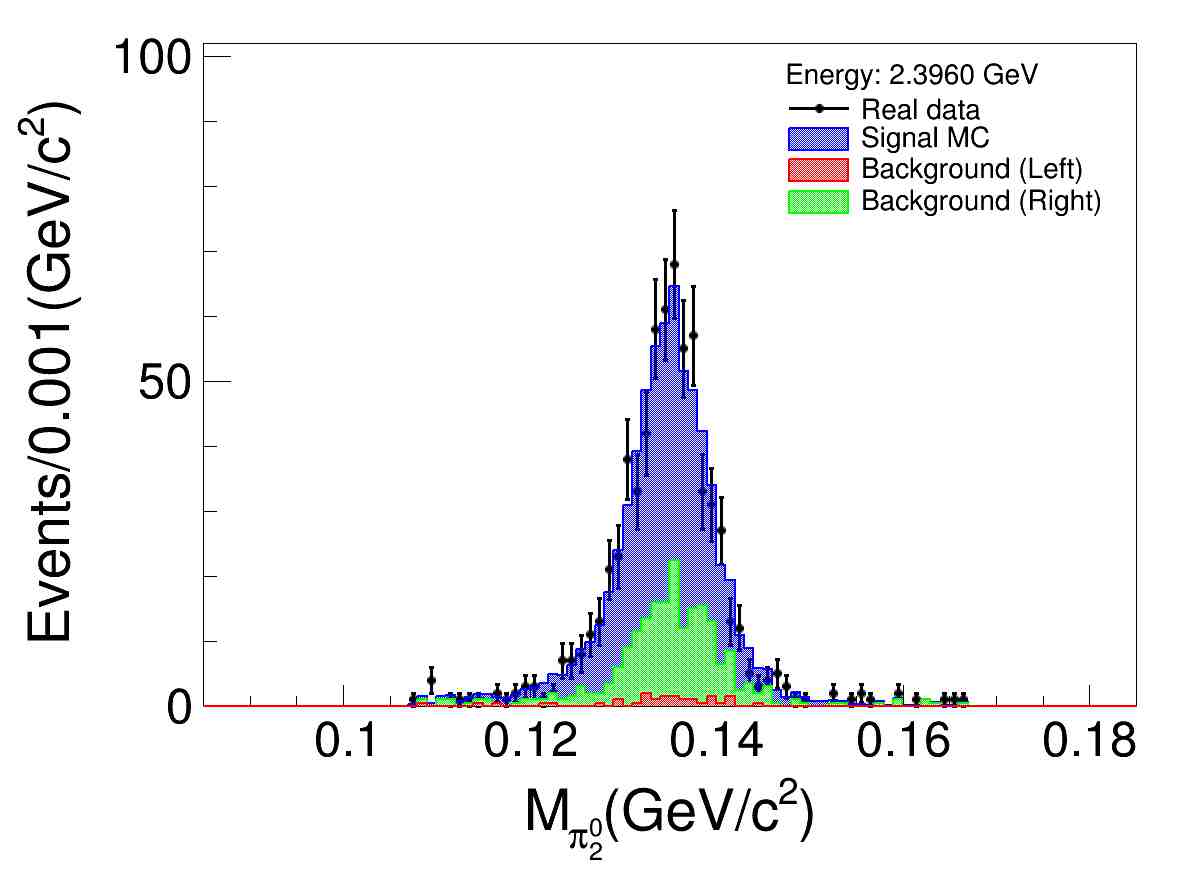 Energy: 2.3960 GeV
Real data
Signal MC
Background (Left)
Background (Right)
Events/0.001(GeV/c²)
100
50
0
0.1 0.12 0.14 0.16 0.18
M_{π⁰₂}(GeV/c²)